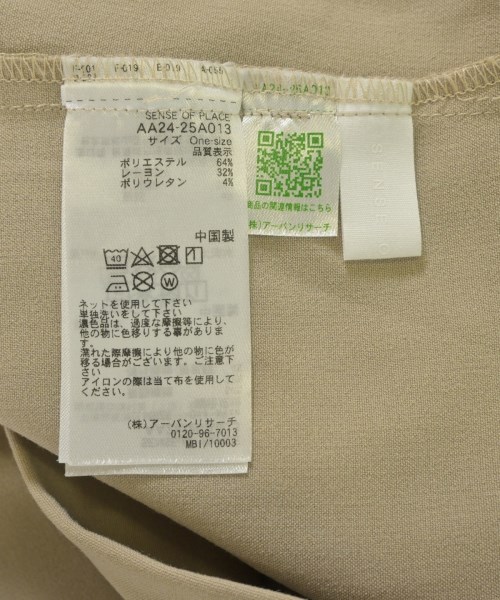 SENSE OF PLACE
AA24-25A013
サイズ One-size
品質表示
ポリエステル 64%
レーヨン 32%
ポリウレタン 4%
中国製
40
W
ネットを使用して下さい
単独洗いをして下さい
濃色品は、過度な摩擦等により、
他の物に色移りする事がありま
す。
濡れた際摩擦により他の物に色が
移る場合がございます。ご注意下
さい
アイロンの際は当て布を使用して
ください。
(株)アーバンリサーチ
0120-96-7013
MBI/10003
AA24-25A013
商品の関連情報はこちら
(株)アーバンリサーチ